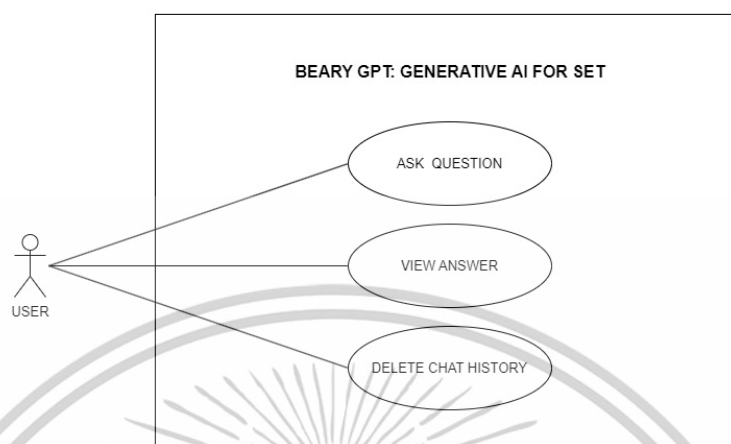 BEARY GPT: GENERATIVE AI FOR SET
ASK QUESTION
VIEW ANSWER
USER
DELETE CHAT HISTORY